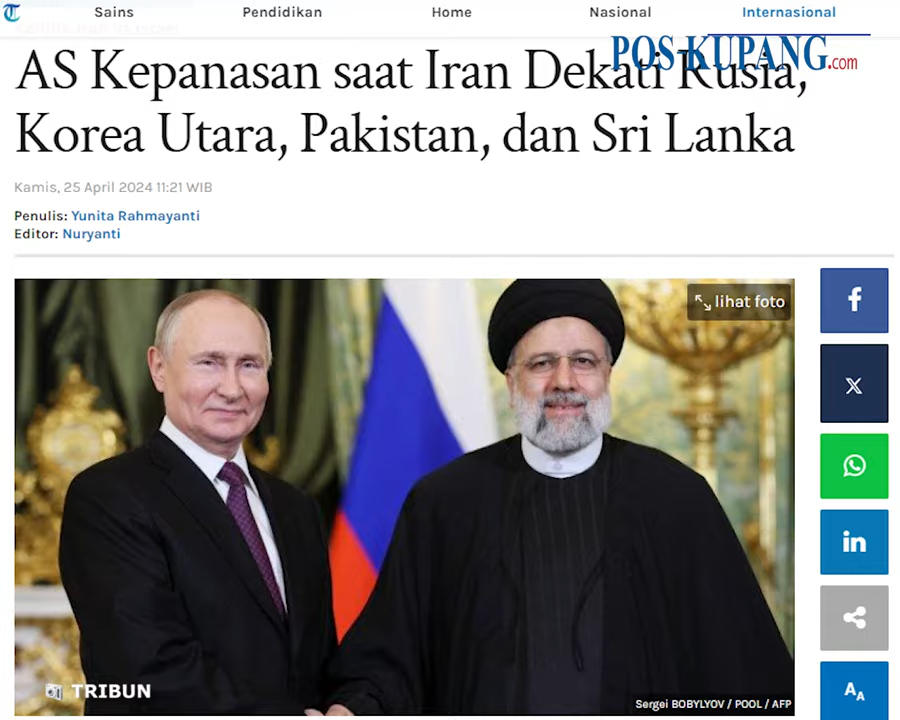 Sains Pendidikan Home Nasional Internasional
POS-KUPANG.com
AS Kepanasan saat Iran Dekati Rusia,
Korea Utara, Pakistan, dan Sri Lanka
Kamis, 25 April 2024 11:21 WIB
Penulis: Yunita Rahmayanti
Editor: Nuryanti
lihat foto
TRIBUN
Sergei BOBYLYOV / POOL / AFP